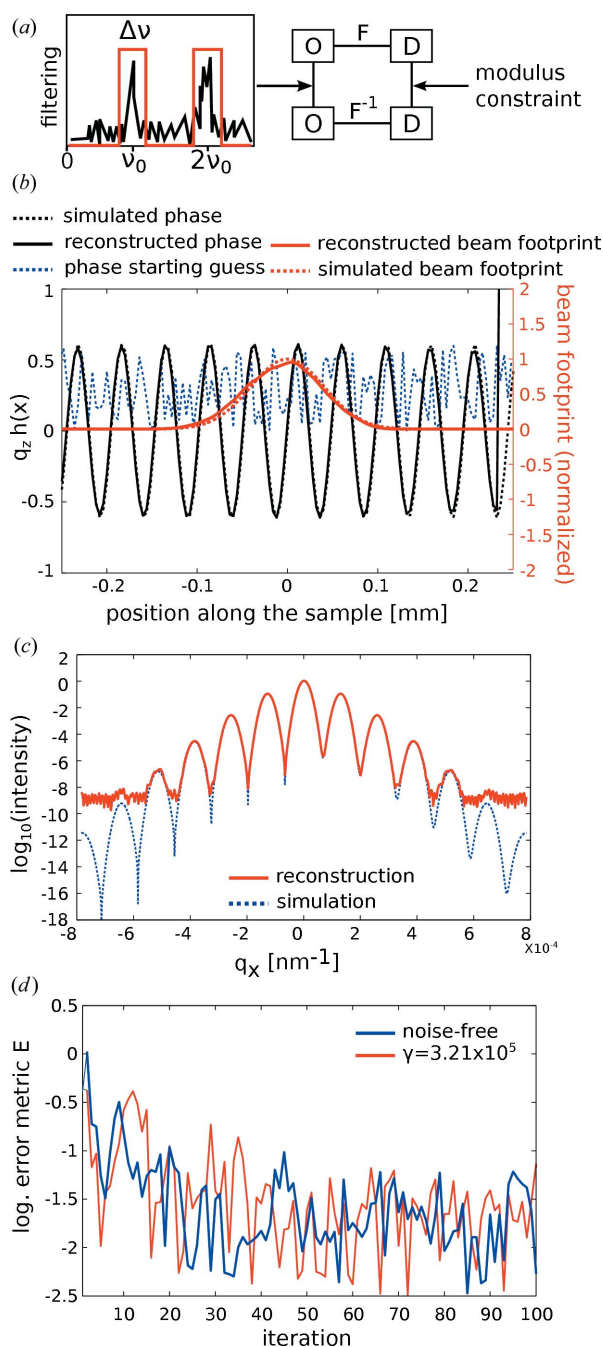 (a)
Δν
filtering
0 ν0 2ν0
O F D
O F-1 D
modulus
constraint
(b)
simulated phase
reconstructed phase
phase starting guess
reconstructed beam footprint
simulated beam footprint
1
0.5
0
-0.5
-1
qz h(x)
2
1.5
1
0.5
0
-0.5
-1
-1.5
-2
beam footprint (normalized)
-0.2 -0.1 0 0.1 0.2
position along the sample [mm]
(c)
2
0
-2
-4
-6
-8
-10
-12
-14
-16
-18
log10(intensity)
reconstruction
simulation
-8 -6 -4 -2 0 2 4 6 8
X10-4
qx [nm-1]
(d)
0.5
0
-0.5
-1
-1.5
-2
-2.5
log. error metric E
noise-free
γ=3.21x10^5
10 20 30 40 50 60 70 80 90 100
iteration